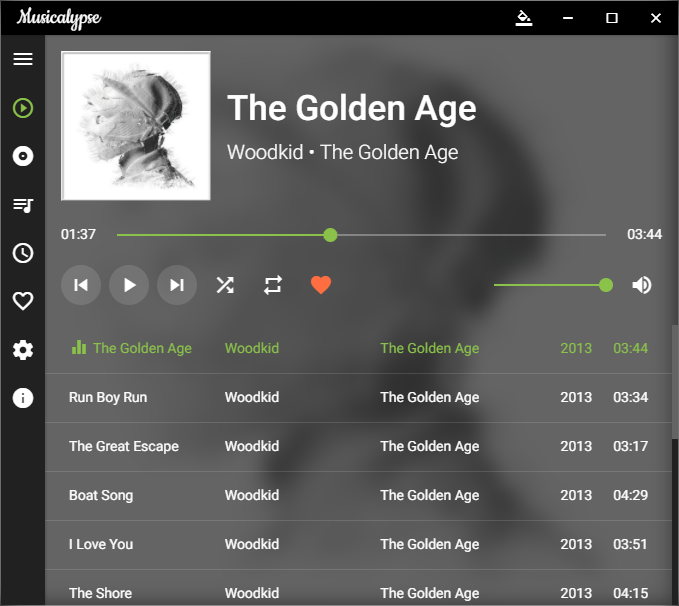 Musicalypse
The Golden Age
Woodkid • The Golden Age
01:37 03:44
The Golden Age Woodkid The Golden Age 2013 03:44
Run Boy Run Woodkid The Golden Age 2013 03:34
The Great Escape Woodkid The Golden Age 2013 03:17
Boat Song Woodkid The Golden Age 2013 04:29
I Love You Woodkid The Golden Age 2013 03:51
The Shore Woodkid The Golden Age 2013 04:15